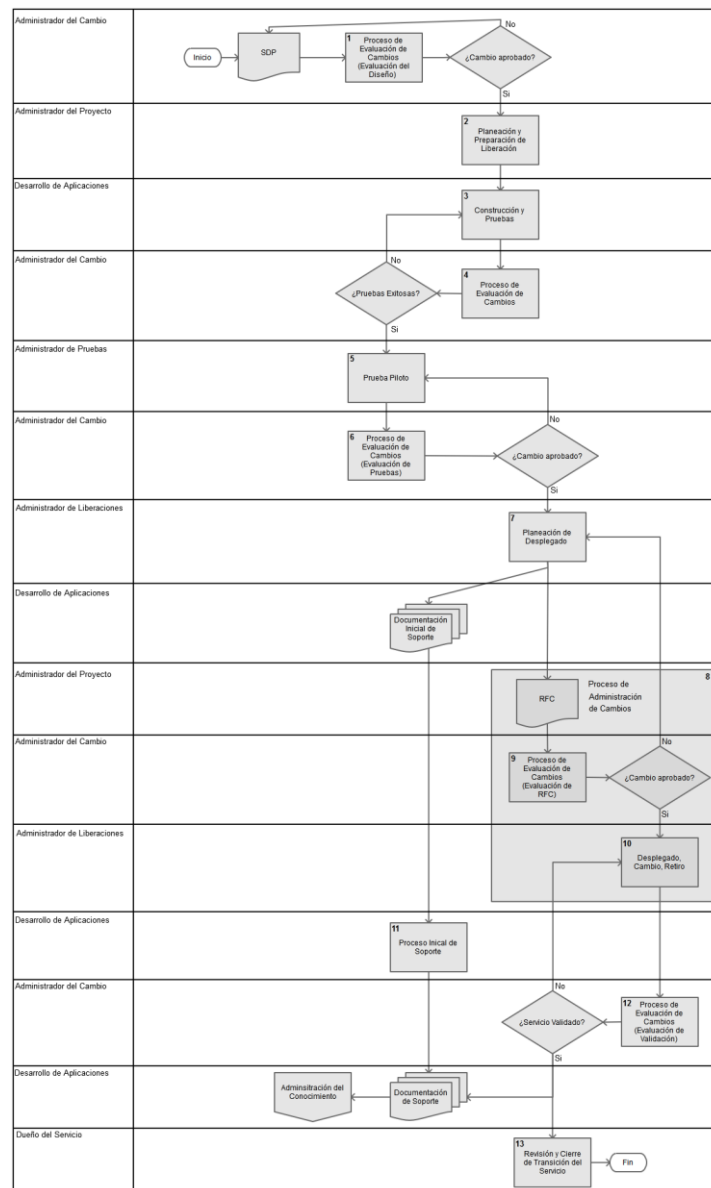 Administrador del Cambio
Inicio
SDP
1
Proceso de
Evaluación de
Cambios
(Evaluación del
Diseño)
¿Cambio aprobado?
No
Si
Administrador del Proyecto
2
Planeación y
Preparación de
Liberación
Desarrollo de Aplicaciones
3
Construcción y
Pruebas
Administrador del Cambio
No
¿Pruebas Exitosas?
4
Proceso de
Evaluación de
Cambios
Si
Administrador de Pruebas
5
Prueba Piloto
Administrador del Cambio
6
Proceso de
Evaluación de
Cambios
(Evaluación de
Pruebas)
No
¿Cambio aprobado?
Si
Administrador de Liberaciones
7
Planeación de
Desplegado
Desarrollo de Aplicaciones
Documentación
Inicial de
Soporte
Administrador del Proyecto
8
RFC
Proceso de
Administración
de Cambios
Administrador del Cambio
9
Proceso de
Evaluación de
Cambios
(Evaluación de
RFC)
No
¿Cambio aprobado?
Si
Administrador de Liberaciones
10
Desplegado,
Cambio, Retiro
Desarrollo de Aplicaciones
11
Proceso Inical de
Soporte
Administrador del Cambio
No
¿Servicio Validado?
12
Proceso de
Evaluación de
Cambios
(Evaluación de
Validación)
Si
Desarrollo de Aplicaciones
Adminsitración del
Conocimiento
Documentación
de Soporte
Dueño del Servicio
13
Revisión y Cierre
de Transición del
Servicio
Fin